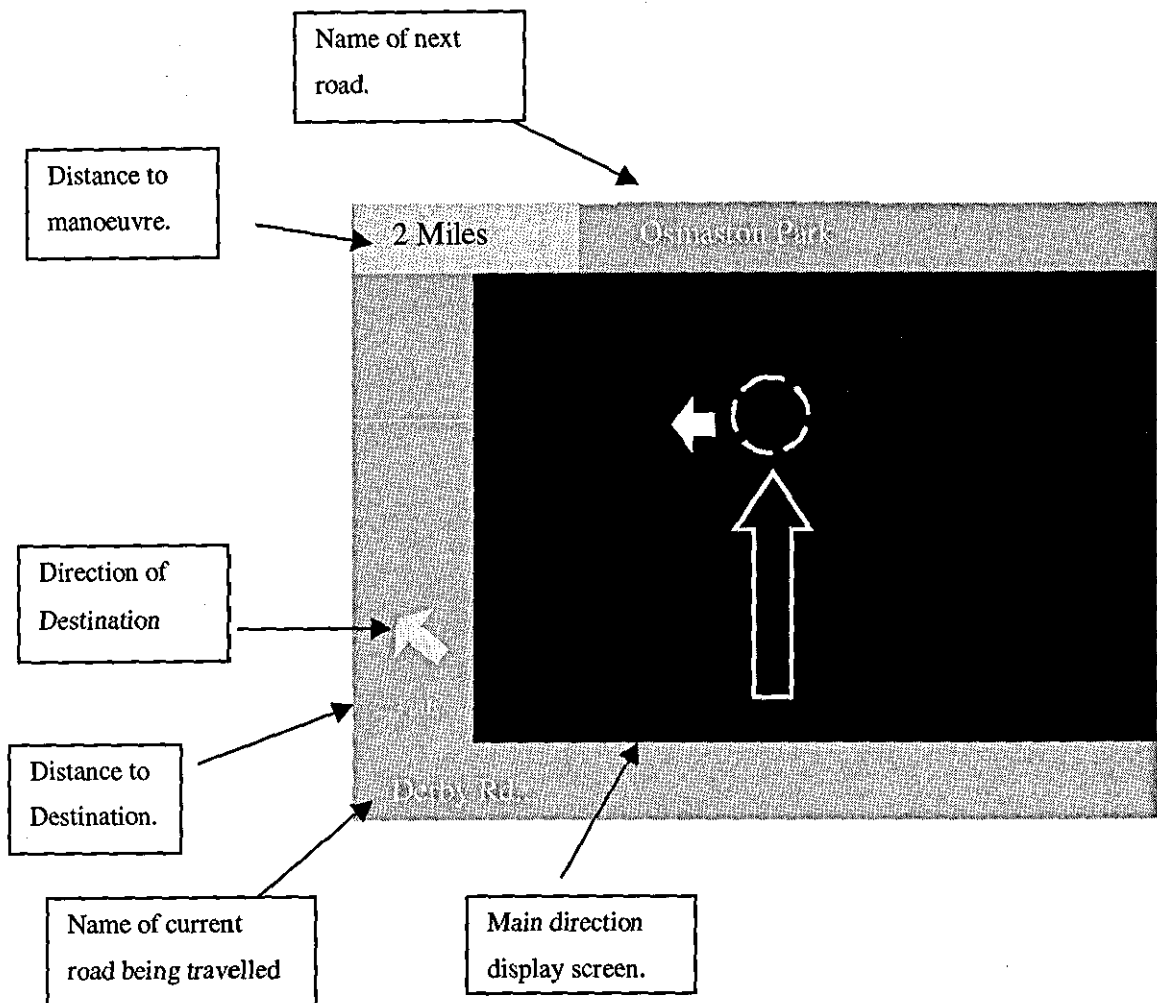 Name of next
road.
Distance to
manoeuvre.
2 Miles
Osmaston Park
Direction of
Destination
Distance to
Destination.
Derby Rd.
Name of current
road being travelled
Main direction
display screen.